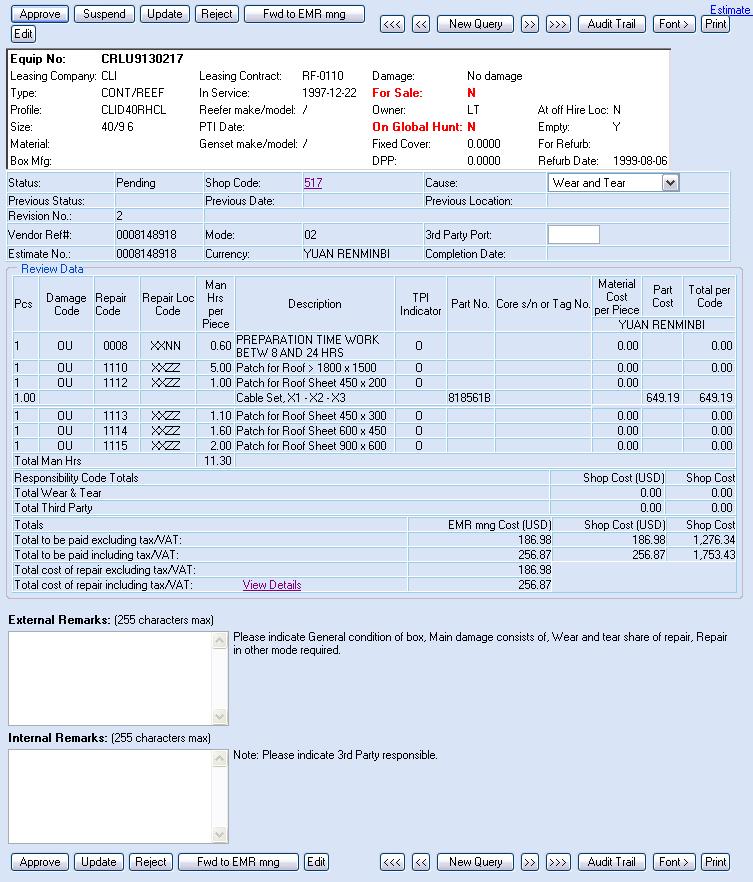 Estimate
Approve Suspend Update Reject Fwd to EMR mng <<< << New Query >> >>> Audit Trail Font > Print
Edit
Equip No: CRLU9130217
Leasing Company: CLI Leasing Contract: RF-0110 Damage: No damage
Type: CONT/REEF In Service: 1997-12-22 For Sale: N
Profile: CLID40RHCL Reefer make/model: / Owner: LT At off Hire Loc: N
Size: 40/9 6 PTI Date: On Global Hunt: N Empty: Y
Material: Genset make/model: / Fixed Cover: 0.0000 For Refurb:
Box Mfg: DPP: 0.0000 Refurb Date: 1999-08-06
Status: Pending Shop Code: 517 Cause: Wear and Tear
Previous Status: Previous Date: Previous Location:
Revision No.: 2
Vendor Ref#: 0008148918 Mode: 02 3rd Party Port:
Estimate No.: 0008148918 Currency: YUAN RENMINBI Completion Date:
Review Data
Pcs Damage Code Repair Code Repair Loc Code Man Hrs per Piece Description TPI Indicator Part No. Core s/n or Tag No. Material Cost per Piece Part Cost Total per Code
YUAN RENMINBI
1 OU 0008 XXNN 0.60 PREPARATION TIME WORK BETW 8 AND 24 HRS O 0.00 0.00
1 OU 1110 XXZZ 5.00 Patch for Roof > 1800 x 1500 O 0.00 0.00
1 OU 1112 XXZZ 1.00 Patch for Roof Sheet 450 x 200 O 0.00 0.00
1.00 Cable Set, X1 - X2 - X3 818561B 649.19 649.19
1 OU 1113 XXZZ 1.10 Patch for Roof Sheet 450 x 300 O 0.00 0.00
1 OU 1114 XXZZ 1.60 Patch for Roof Sheet 600 x 450 O 0.00 0.00
1 OU 1115 XXZZ 2.00 Patch for Roof Sheet 900 x 600 O 0.00 0.00
Total Man Hrs 11.30
Responsibility Code Totals Shop Cost (USD) Shop Cost
Total Wear & Tear 0.00 0.00
Total Third Party 0.00 0.00
Totals EMR mng Cost (USD) Shop Cost (USD) Shop Cost
Total to be paid excluding tax/VAT: 186.98 186.98 1,276.34
Total to be paid including tax/VAT: 256.87 256.87 1,753.43
Total cost of repair excluding tax/VAT: 186.98
Total cost of repair including tax/VAT: View Details 256.87
External Remarks: (255 characters max)
Please indicate General condition of box, Main damage consists of, Wear and tear share of repair, Repair
in other mode required.
Internal Remarks: (255 characters max)
Note: Please indicate 3rd Party responsible.
Approve Update Reject Fwd to EMR mng Edit <<< << New Query >> >>> Audit Trail Font > Print